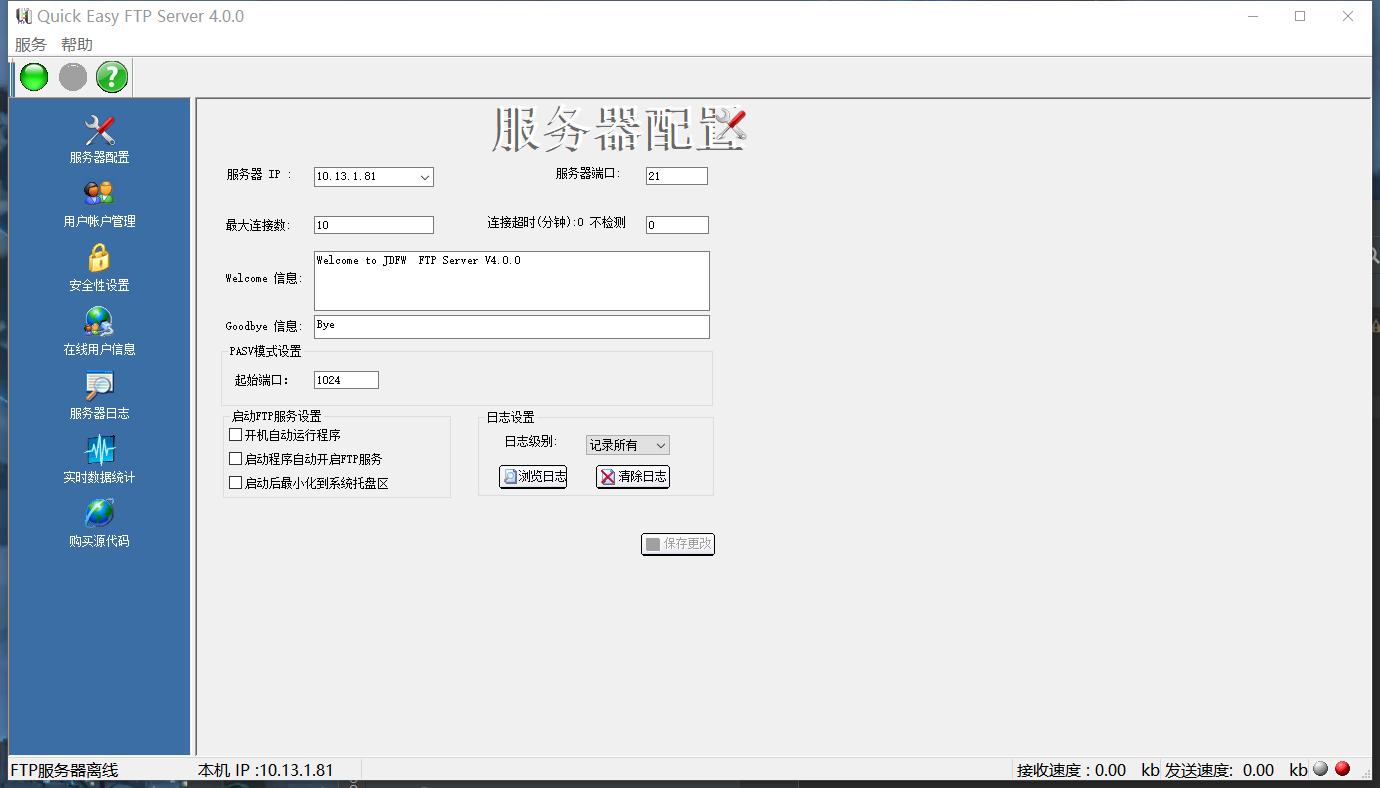 Quick Easy FTP Server 4.0.0
服务 帮助
服务器配置
用户帐户管理
安全性设置
在线用户信息
服务器日志
实时数据统计
购买源代码
服务器配置
服务器 IP : 10.13.1.81 服务器端口: 21
最大连接数: 10 连接超时(分钟):0 不检测 0
Welcome 信息: Welcome to JDFW FTP Server V4.0.0
Goodbye 信息: Bye
PASV模式设置
起始端口: 1024
启动FTP服务设置
开机自动运行程序
启动程序自动开启FTP服务
启动后最小化到系统托盘区
日志设置
日志级别: 记录所有
浏览日志 清除日志
保存更改
FTP服务器离线 本机 IP :10.13.1.81 接收速度 : 0.00 kb 发送速度: 0.00 kb